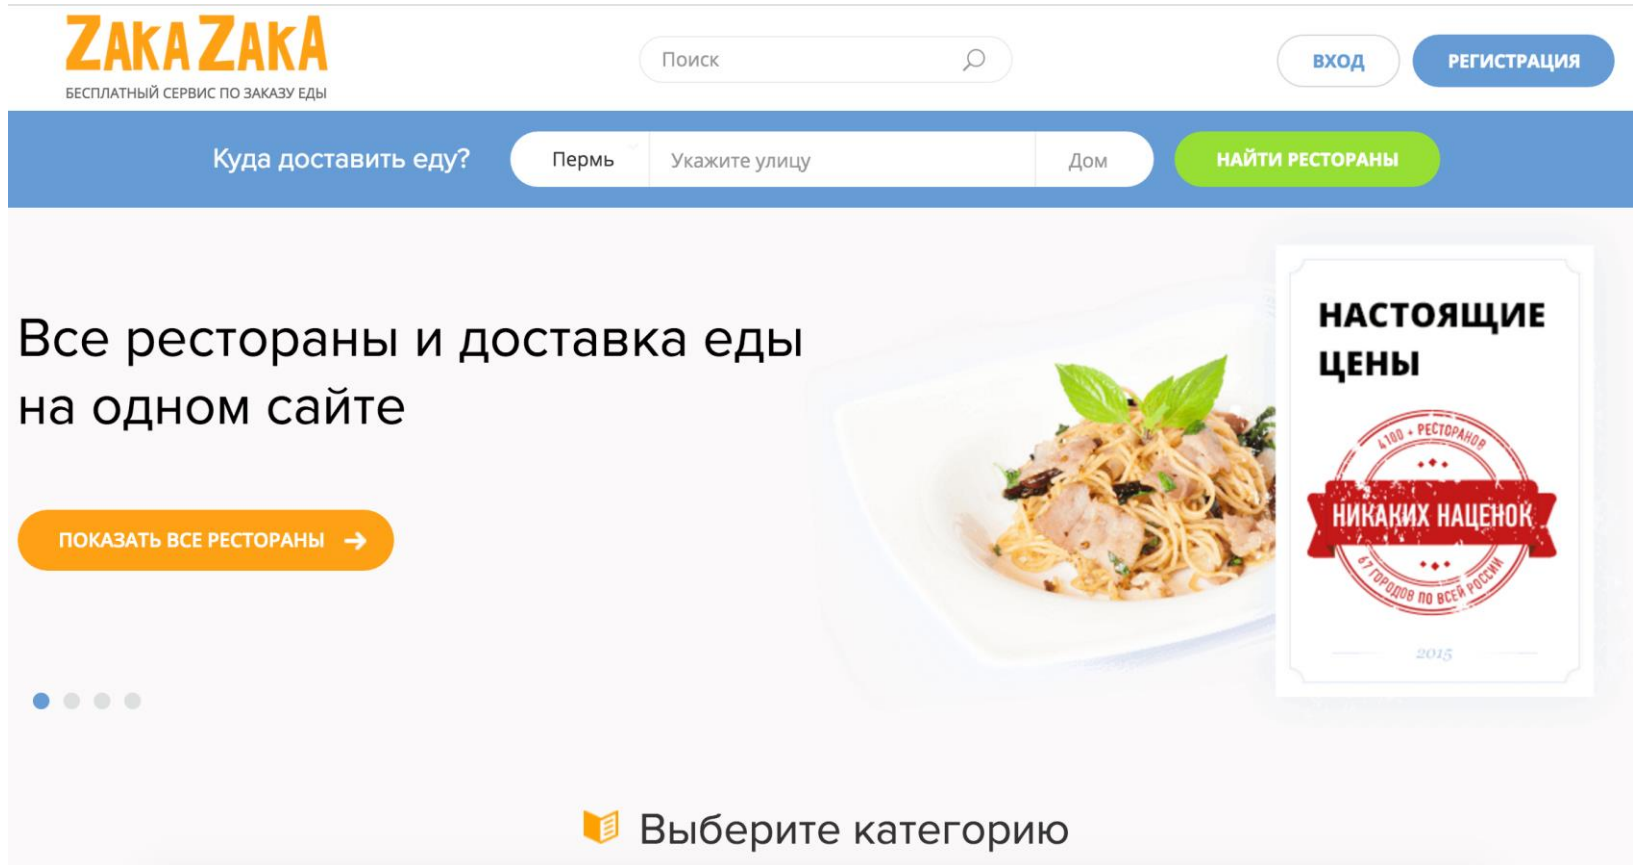 ZAKAZAKA
БЕСПЛАТНЫЙ СЕРВИС ПО ЗАКАЗУ ЕДЫ
Поиск
ВХОД
РЕГИСТРАЦИЯ
Куда доставить еду?
Пермь
Укажите улицу
Дом
НАЙТИ РЕСТОРАНЫ
Все рестораны и доставка еды
на одном сайте
ПОКАЗАТЬ ВСЕ РЕСТОРАНЫ →
НАСТОЯЩИЕ
ЦЕНЫ
4100 + РЕСТОРАНОВ
НИКАКИХ НАЦЕНОК
67 ГОРОДОВ ПО ВСЕЙ РОССИИ
2015
Выберите категорию